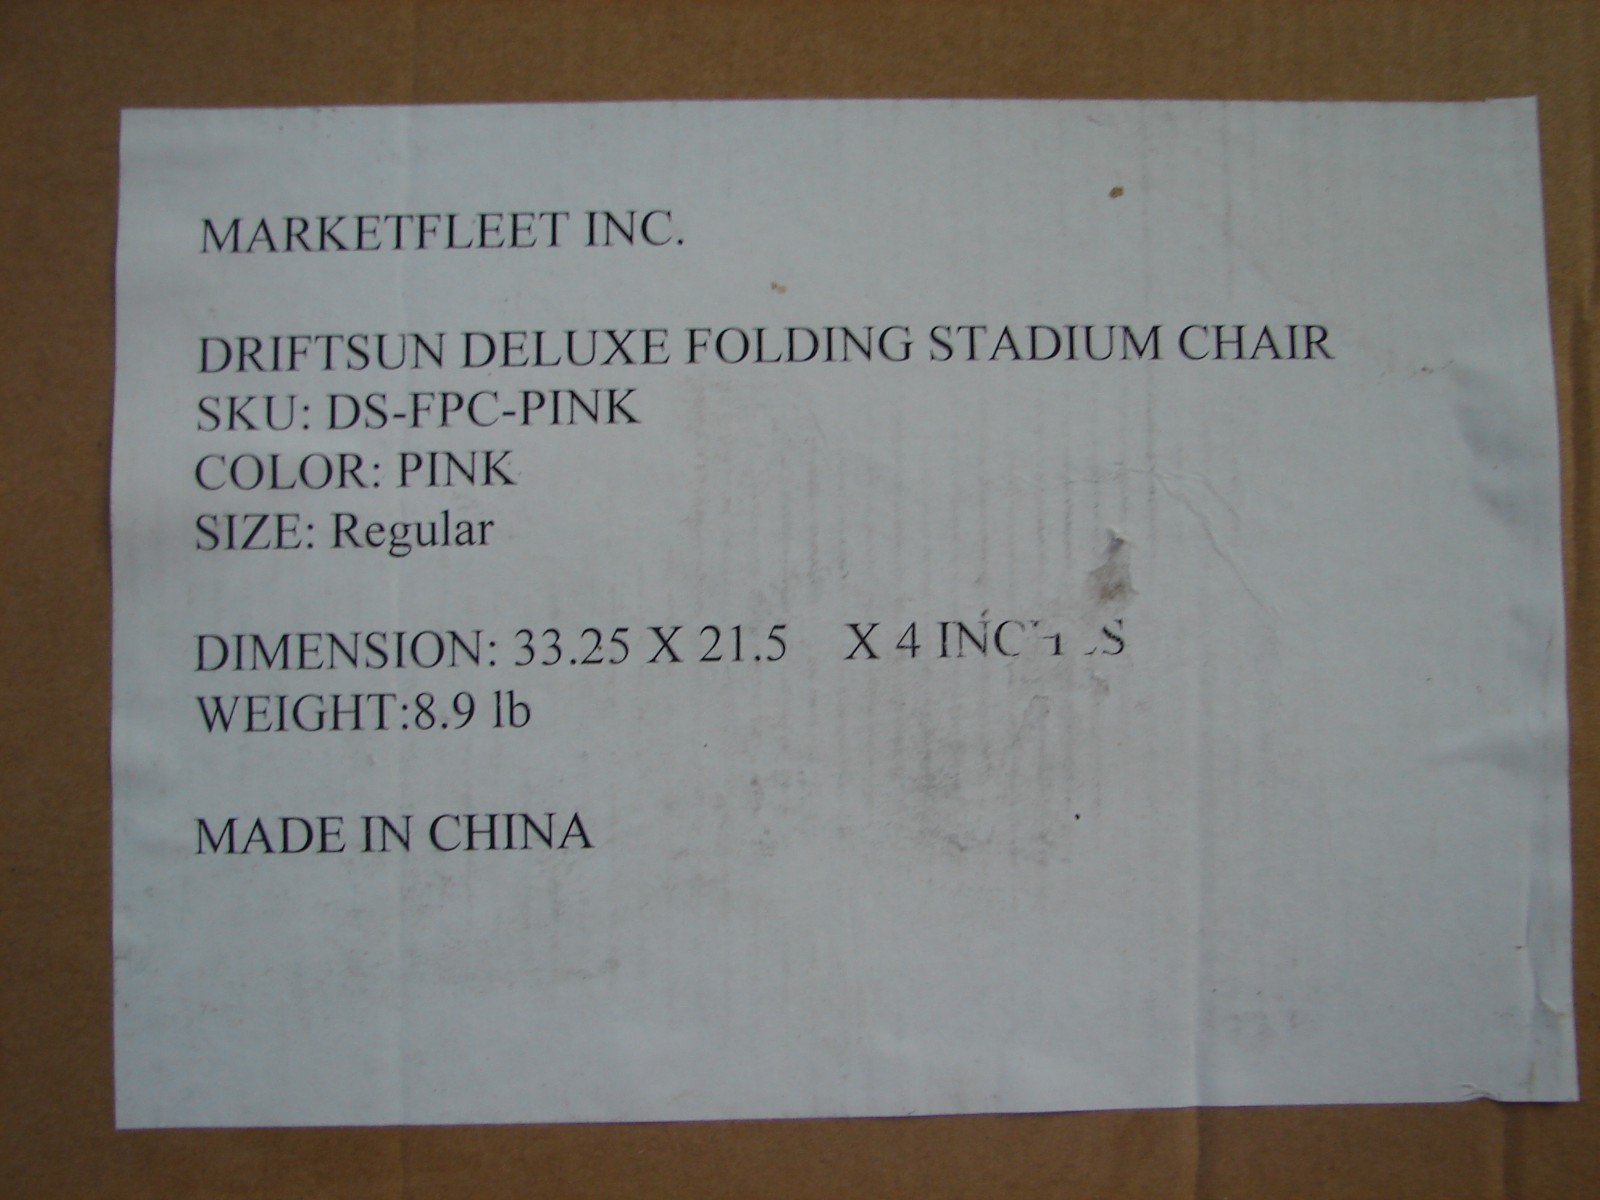 MARKETFLEET INC.
DRIFTSUN DELUXE FOLDING STADIUM CHAIR
SKU: DS-FPC-PINK
COLOR: PINK
SIZE: Regular
DIMENSION: 33.25 X 21.5 X 4 INCHES
WEIGHT:8.9 lb
MADE IN CHINA